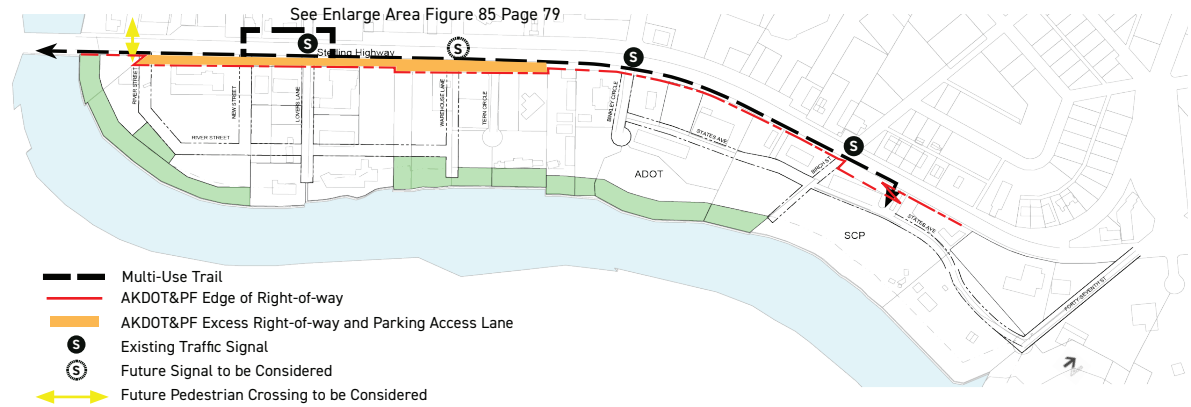 See Enlarge Area Figure 85 Page 79
S
Sterling Highway
S
S
S
RIVER STREET
NEW STREET
LOVERS LANE
WAREHOUSE LANE
TERN CIRCLE
BINKLEY CIRCLE
RIVER STREET
STATES AVE
BIRCH ST
ADOT
SCP
STATES AVE
FORTY-SEVENTH ST
Multi-Use Trail
AKDOT&PF Edge of Right-of-way
AKDOT&PF Excess Right-of-way and Parking Access Lane
S Existing Traffic Signal
S Future Signal to be Considered
Future Pedestrian Crossing to be Considered